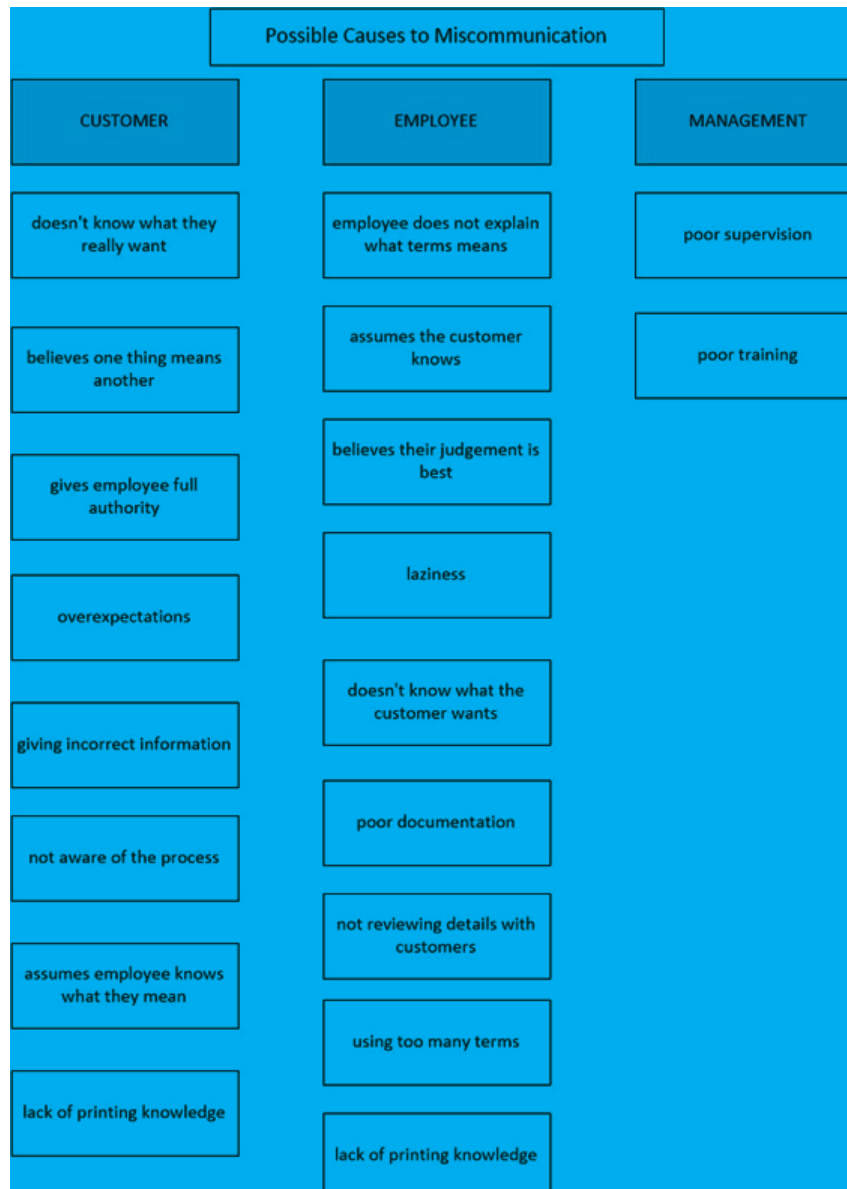 Possible Causes to Miscommunication
CUSTOMER
doesn't know what they
really want
believes one thing means
another
gives employee full
authority
overexpectations
giving incorrect information
not aware of the process
assumes employee knows
what they mean
lack of printing knowledge
EMPLOYEE
employee does not explain
what terms means
assumes the customer
knows
believes their judgement is
best
laziness
doesn't know what the
customer wants
poor documentation
not reviewing details with
customers
using too many terms
lack of printing knowledge
MANAGEMENT
poor supervision
poor training